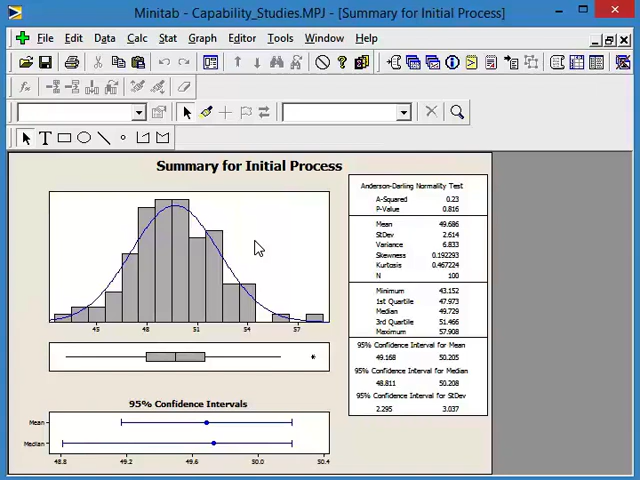 Minitab - Capability_Studies.MPJ - [Summary for Initial Process]
File Edit Data Calc Stat Graph Editor Tools Window Help
Summary for Initial Process
Anderson-Darling Normality Test
A-Squared 0.23
P-Value 0.816
Mean 49.686
StDev 2.614
Variance 6.833
Skewness 0.192293
Kurtosis 0.467224
N 100
Minimum 43.152
1st Quartile 47.973
Median 49.729
3rd Quartile 51.466
Maximum 57.908
95% Confidence Interval for Mean
49.168 50.205
95% Confidence Interval for Median
48.811 50.208
95% Confidence Interval for StDev
2.295 3.037
45 48 51 54 57
95% Confidence Intervals
Mean
Median
48.8 49.2 49.6 50.0 50.4